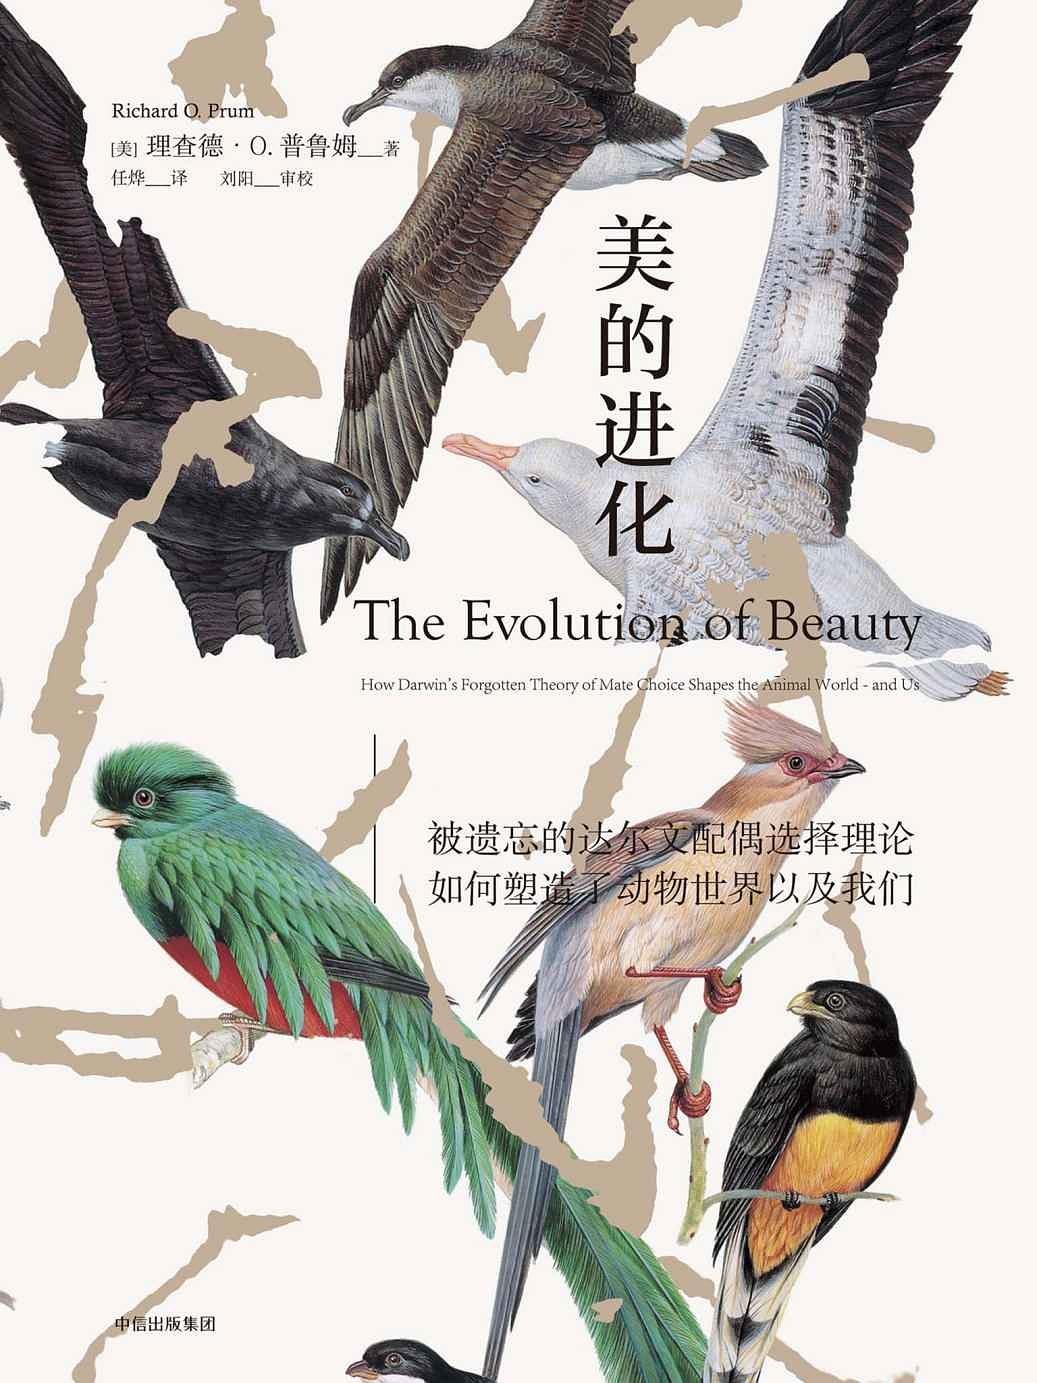 Richard O. Prum
[美] 理查德·O. 普鲁姆__著
任烨__译 刘阳__审校
美的进化
The Evolution of Beauty
How Darwin's Forgotten Theory of Mate Choice Shapes the Animal World - and Us
被遗忘的达尔文配偶选择理论
如何塑造了动物世界以及我们
中信出版集团